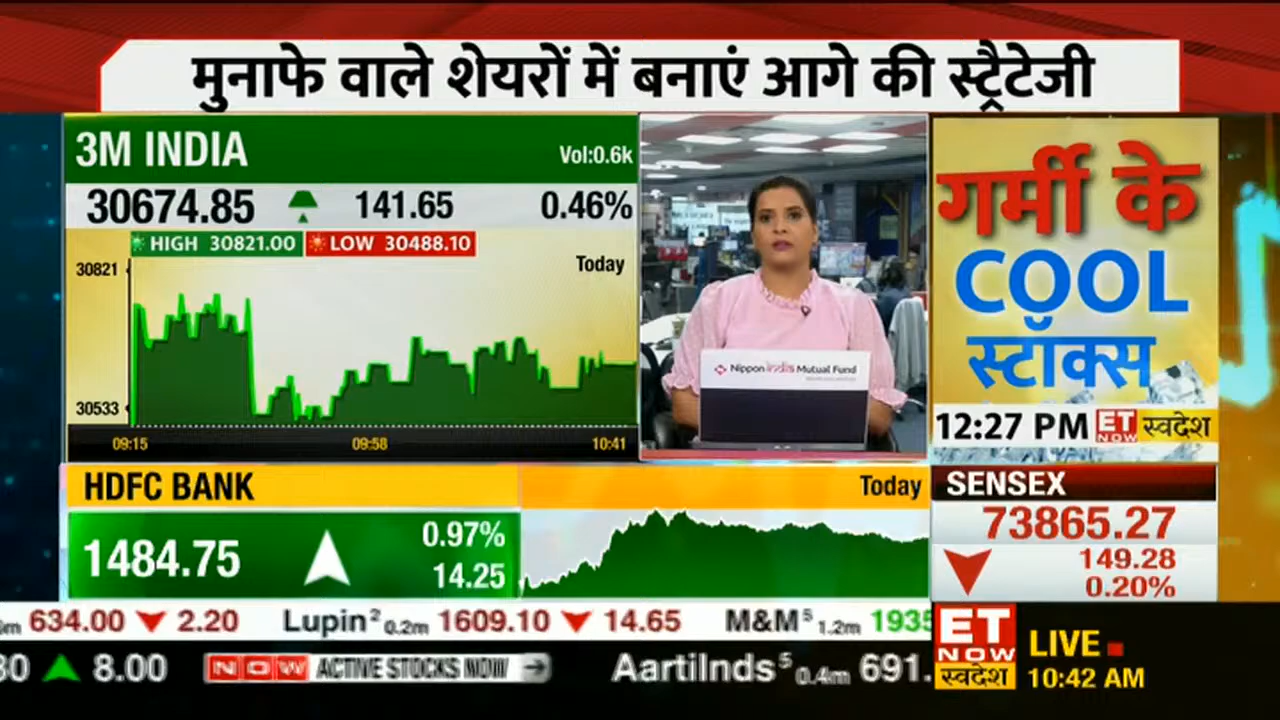 मुनाफे वाले शेयरों में बनाएं आगे की स्ट्रैटेजी
3M INDIA
Vol:0.6k
30674.85 141.65 0.46%
HIGH 30821.00 LOW 30488.10
Today
30821
30533
09:15 09:58 10:41
Nippon india Mutual Fund
गर्मी के
COOL
स्टॉक्स
12:27 PM ET NOW स्वदेश
HDFC BANK
Today
1484.75
0.97%
14.25
SENSEX
73865.27
149.28
0.20%
634.00 2.20 Lupin² 0.2m 1609.10 14.65 M&M⁵ 1.2m 1935
30 8.00 NOW ACTIVE STOCKS NOW AartiInds⁵ 0.4m 691.
ET NOW स्वदेश
LIVE
10:42 AM